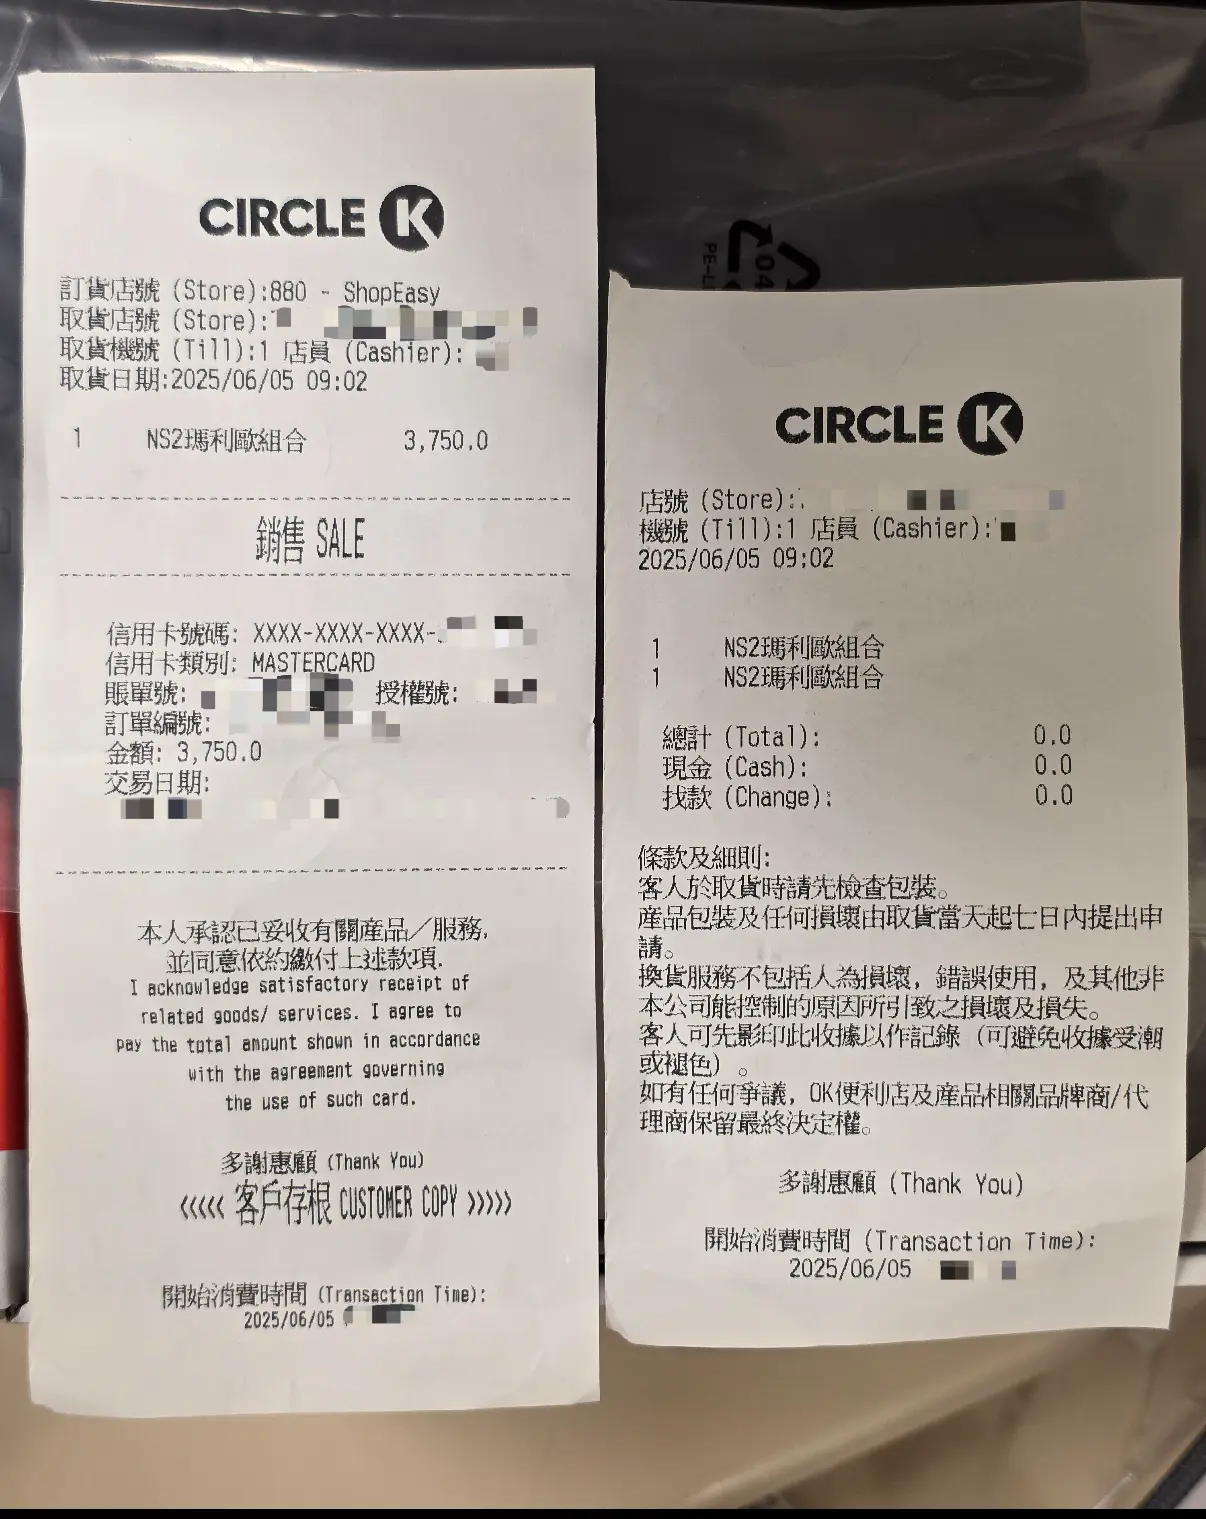 CIRCLE K
訂貨店號 (Store):880 - ShopEasy
取貨店號 (Store):
取貨機號 (Till):1 店員 (Cashier):
取貨日期:2025/06/05 09:02
1 NS2瑪利歐組合 3,750.0
銷售 SALE
信用卡號碼: XXXX-XXXX-XXXX-
信用卡類別: MASTERCARD
賬單號: 授權號:
訂單編號:
金額: 3,750.0
交易日期:
本人承認已妥收有關產品／服務,
並同意依約繳付上述款項.
I acknowledge satisfactory receipt of
related goods/ services. I agree to
pay the total amount shown in accordance
with the agreement governing
the use of such card.
多謝惠顧 (Thank You)
<<<<< 客戶存根 CUSTOMER COPY >>>>>
開始消費時間 (Transaction Time):
2025/06/05
PE-L
04
CIRCLE K
店號 (Store):
機號 (Till):1 店員 (Cashier):
2025/06/05 09:02
1 NS2瑪利歐組合
1 NS2瑪利歐組合
總計 (Total): 0.0
現金 (Cash): 0.0
找款 (Change): 0.0
條款及細則:
客人於取貨時請先檢查包裝。
產品包裝及任何損壞由取貨當天起七日內提出申
請。
換貨服務不包括人為損壞, 錯誤使用, 及其他非
本公司能控制的原因所引致之損壞及損失。
客人可先影印此收據以作記錄 (可避免收據受潮
或褪色) 。
如有任何爭議, OK便利店及產品相關品牌商/代
理商保留最終決定權。
多謝惠顧 (Thank You)
開始消費時間 (Transaction Time):
2025/06/05